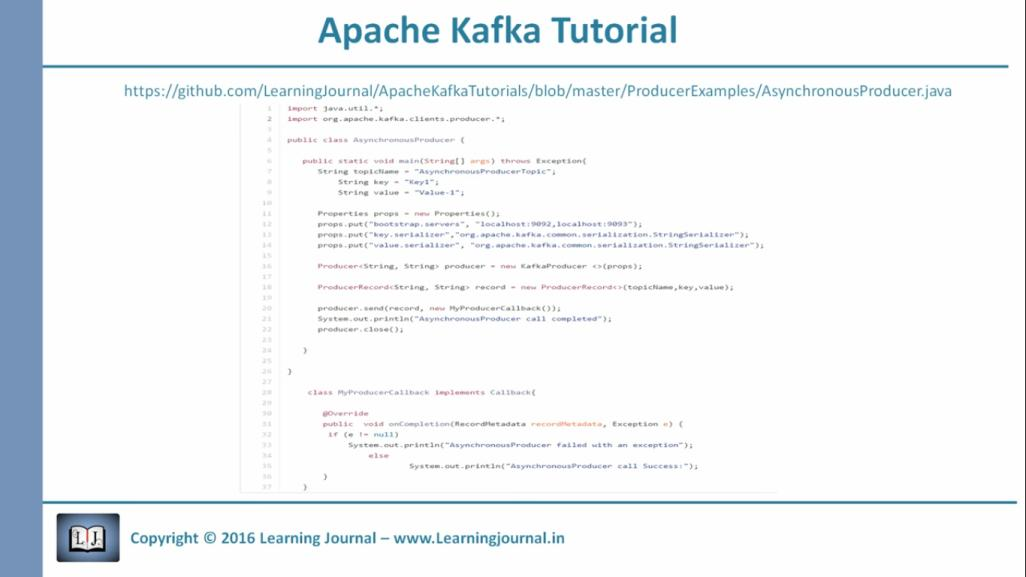 Apache Kafka Tutorial
https://github.com/LearningJournal/ApacheKafkaTutorials/blob/master/ProducerExamples/AsynchronousProducer.java
1 import java.util.*;
2 import org.apache.kafka.clients.producer.*;
3
4 public class AsynchronousProducer {
5
6 public static void main(String[] args) throws Exception{
7 String topicName = "AsynchronousProducerTopic";
8 String key = "Key1";
9 String value = "Value-1";
10
11 Properties props = new Properties();
12 props.put("bootstrap.servers", "localhost:9092,localhost:9093");
13 props.put("key.serializer","org.apache.kafka.common.serialization.StringSerializer");
14 props.put("value.serializer", "org.apache.kafka.common.serialization.StringSerializer");
15
16 Producer<String, String> producer = new KafkaProducer <>(props);
17
18 ProducerRecord<String, String> record = new ProducerRecord<>(topicName,key,value);
19
20 producer.send(record, new MyProducerCallback());
21 System.out.println("AsynchronousProducer call completed");
22 producer.close();
23
24 }
25
26 }
27
28 class MyProducerCallback implements Callback{
29
30 @Override
31 public void onCompletion(RecordMetadata recordMetadata, Exception e) {
32 if (e != null)
33 System.out.println("AsynchronousProducer failed with an exception");
34 else
35 System.out.println("AsynchronousProducer call Success:");
36 }
37 }
L J
Copyright © 2016 Learning Journal – www.Learningjournal.in